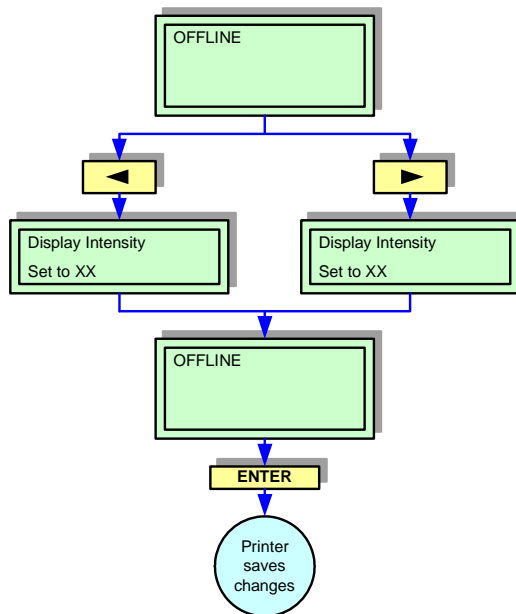 OFFLINE
Display Intensity
Set to XX
Display Intensity
Set to XX
OFFLINE
ENTER
Printer
saves
changes